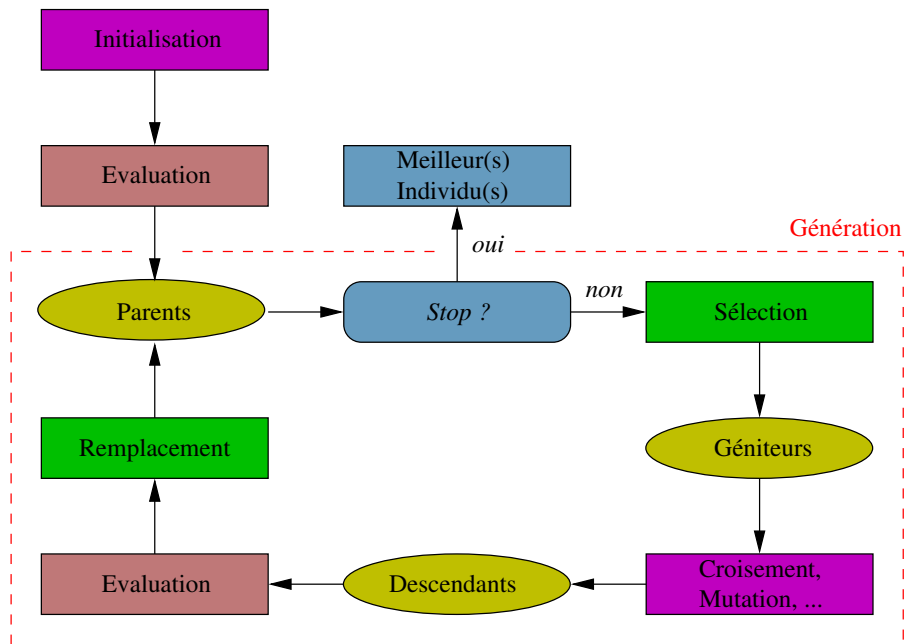 Initialisation
Evaluation
Meilleur(s)
Individu(s)
Génération
oui
Parents
Stop ?
non
Sélection
Remplacement
Géniteurs
Evaluation
Descendants
Croisement,
Mutation, ...